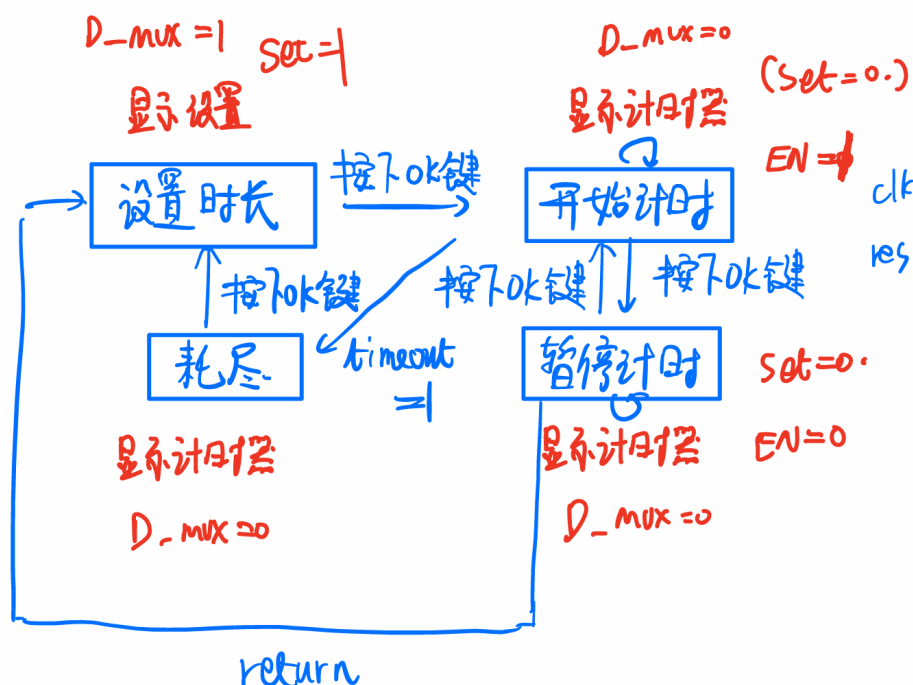 D_mux=1
Set=1
D_mux=0
(Set=0.)
显示设置
显示计时器
EN=1
clk
设置时长
按下OK键
开始计时
res
按下OK键
按下OK键
按下OK键
耗尽
timeout
=1
暂停计时
Set=0.
显示计时器
显示计时器
EN=0
D_mux=0
D_mux=0
return